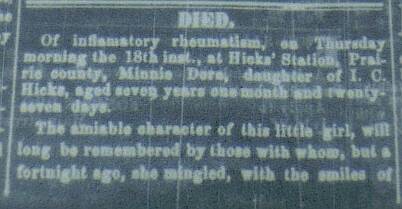 DIED.
Of inflamatory rheumatism, on Thursday
morning the 18th inst., at Hicks' Station, Prai-
rie county, Minnie Dora, daughter of I. C.
Hicks, aged seven years one month and twenty-
seven days.
The amiable character of this little girl, will
long be remembered by those with whom, but a
fortnight ago, she mingled, with the smiles of